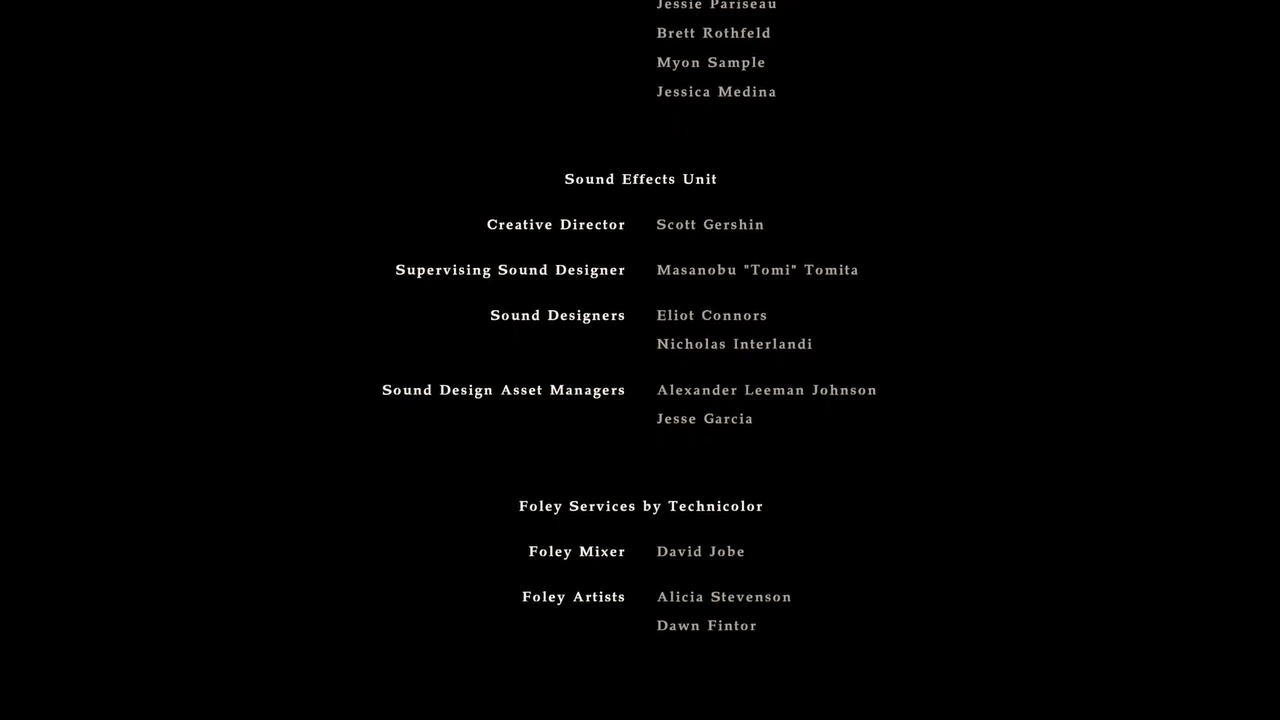 Jessie Pariseau
Brett Rothfeld
Myon Sample
Jessica Medina
Sound Effects Unit
Creative Director Scott Gershin
Supervising Sound Designer Masanobu "Tomi" Tomita
Sound Designers Eliot Connors
Nicholas Interlandi
Sound Design Asset Managers Alexander Leeman Johnson
Jesse Garcia
Foley Services by Technicolor
Foley Mixer David Jobe
Foley Artists Alicia Stevenson
Dawn Fintor